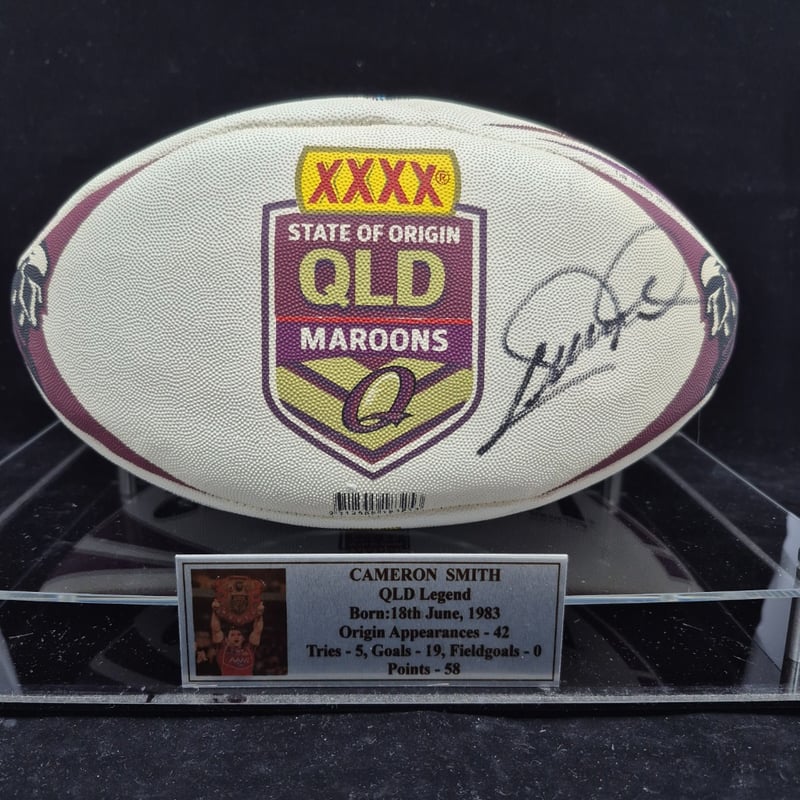 XXXX®
STATE OF ORIGIN
QLD
MAROONS
Q
CAMERON SMITH
QLD Legend
Born:18th June, 1983
Origin Appearances - 42
Tries - 5, Goals - 19, Fieldgoals - 0
Points - 58